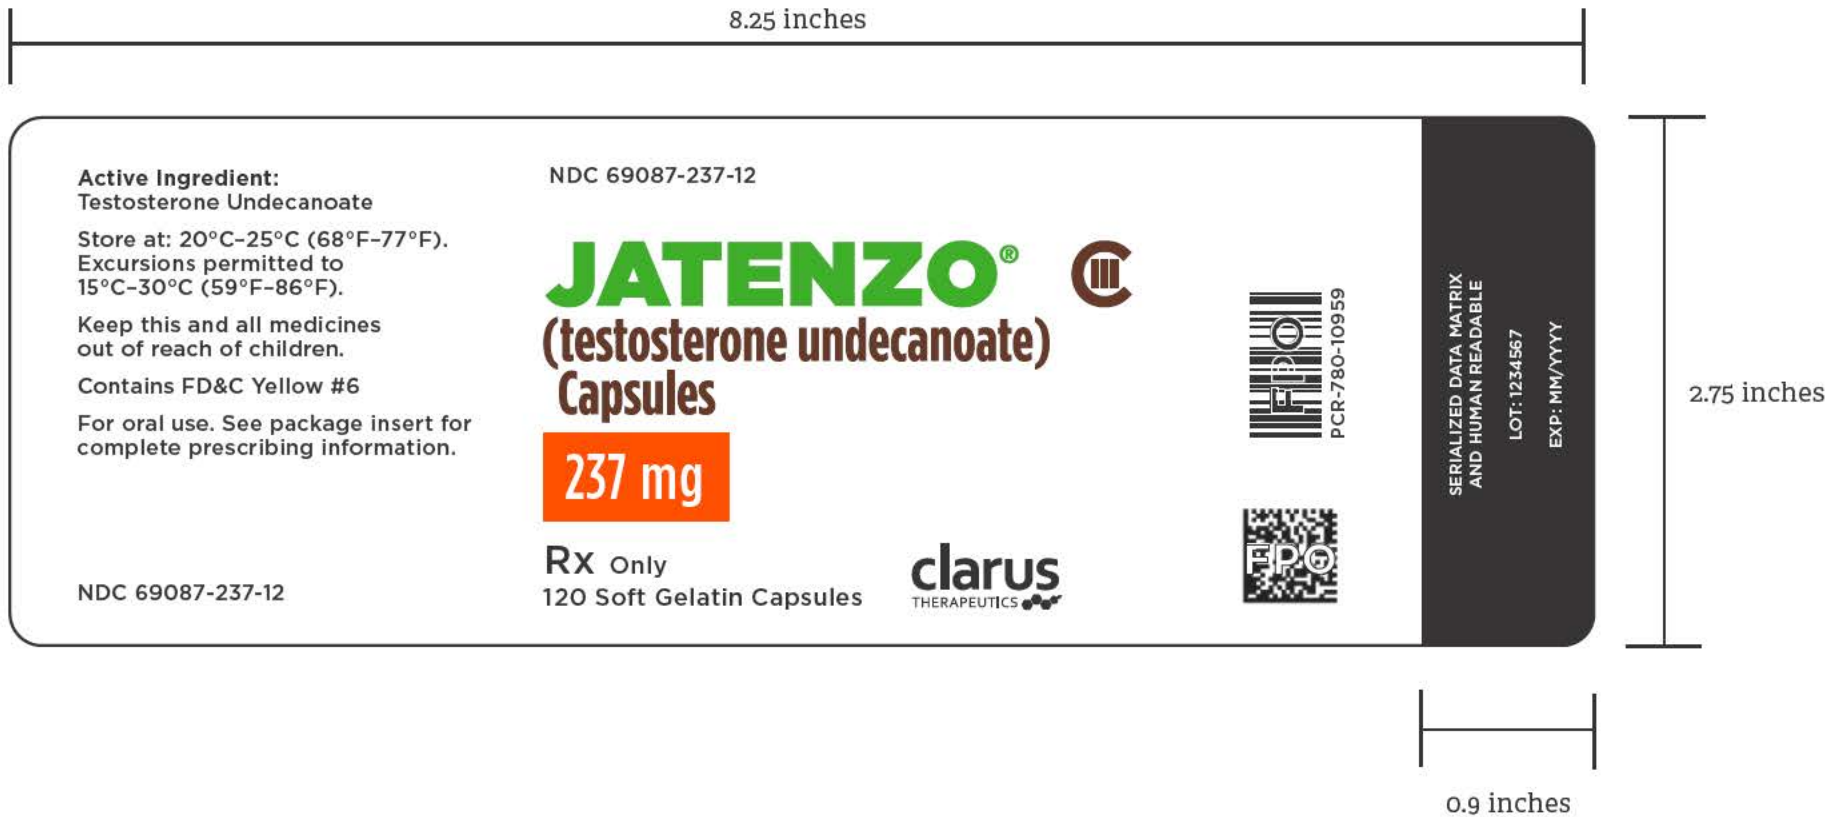 8.25 inches
Active Ingredient:
Testosterone Undecanoate
Store at: 20°C–25°C (68°F–77°F).
Excursions permitted to
15°C–30°C (59°F–86°F).
Keep this and all medicines
out of reach of children.
Contains FD&C Yellow #6
For oral use. See package insert for
complete prescribing information.
NDC 69087-237-12
NDC 69087-237-12
JATENZO® CIII
(testosterone undecanoate)
Capsules
237 mg
Rx Only
120 Soft Gelatin Capsules
clarus
THERAPEUTICS
FPO
PCR-780-10959
FPO
SERIALIZED DATA MATRIX
AND HUMAN READABLE
LOT: 1234567
EXP: MM/YYYY
2.75 inches
0.9 inches